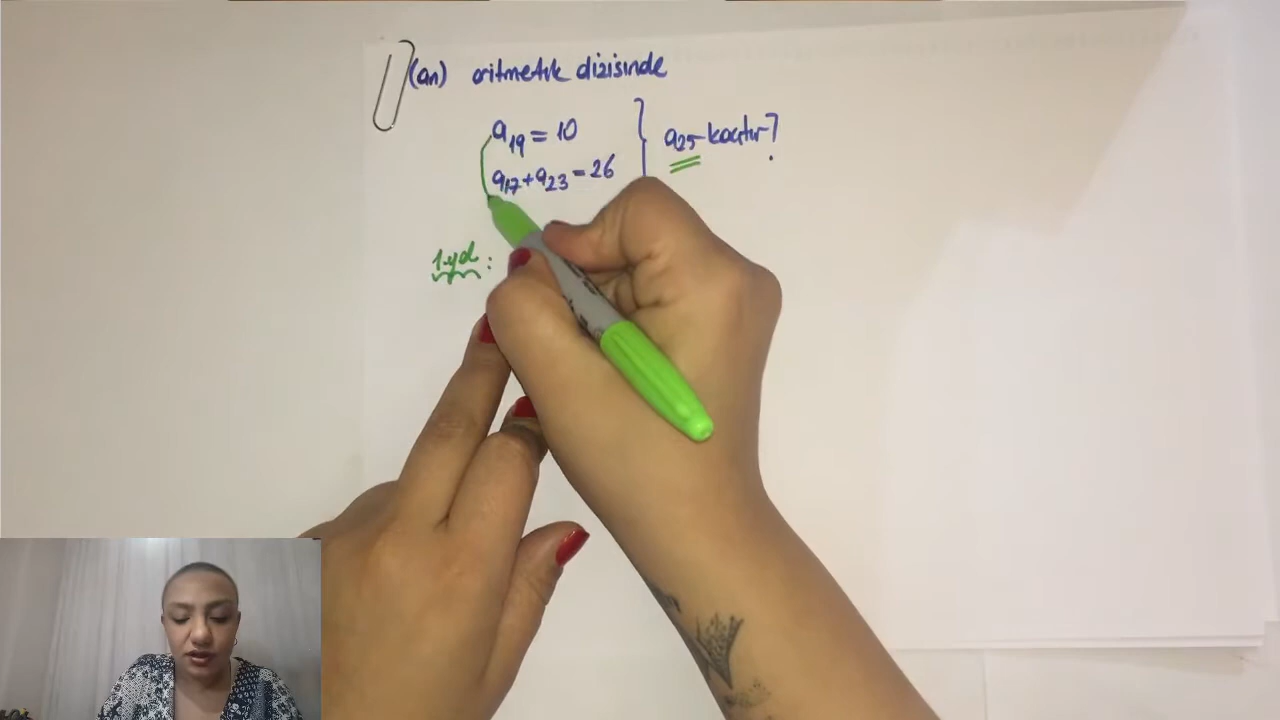 (an) aritmetik dizisinde
a19 = 10
a17 + a23 = 26
a25 kaçtır?
1.yol: